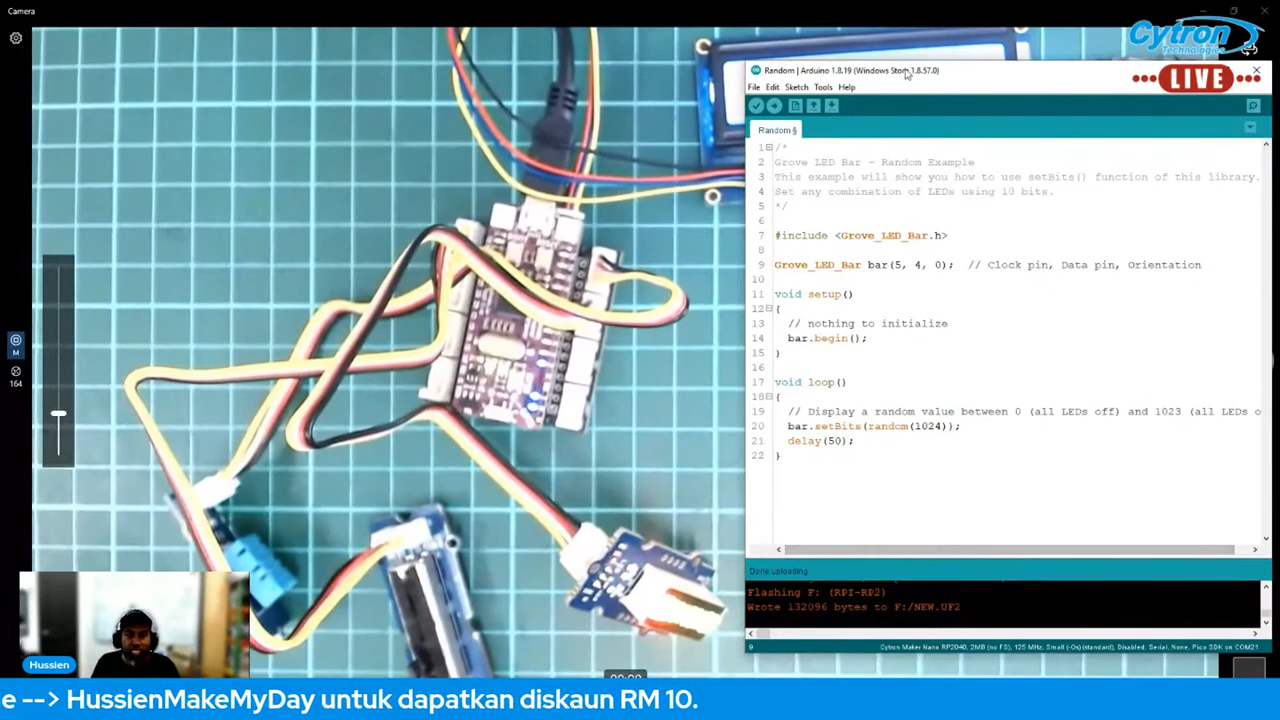 Camera
Cytron
Technologies
LIVE
Random | Arduino 1.8.19 (Windows Store 1.8.57.0)
File Edit Sketch Tools Help
Random §
1 /*
2 Grove LED Bar - Random Example
3 This example will show you how to use setBits() function of this library.
4 Set any combination of LEDs using 10 bits.
5 */
6
7 #include <Grove_LED_Bar.h>
8
9 Grove_LED_Bar bar(5, 4, 0); // Clock pin, Data pin, Orientation
10
11 void setup()
12 {
13 // nothing to initialize
14 bar.begin();
15 }
16
17 void loop()
18 {
19 // Display a random value between 0 (all LEDs off) and 1023 (all LEDs o
20 bar.setBits(random(1024));
21 delay(50);
22 }
Done uploading
Flashing F: (RPI-RP2)
Wrote 132096 bytes to F:/NEW.UF2
9 Cytron Maker Nano RP2040, 2MB (no FS), 125 MHz, Small (-Os) (standard), Disabled, Serial, None, Pico SDK on COM21
M
164
Hussien
e --> HussienMakeMyDay untuk dapatkan diskaun RM 10.